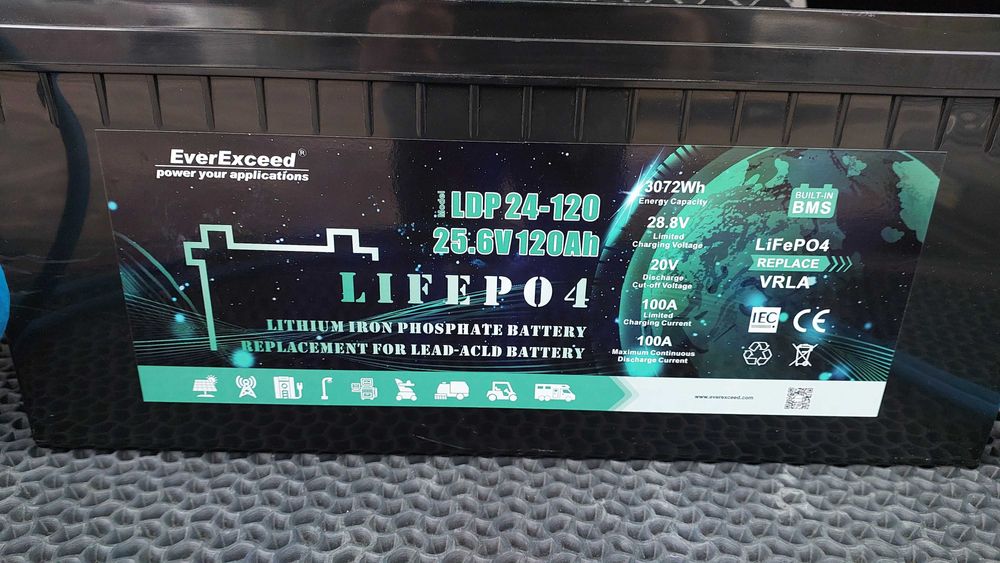 EverExceed®
power your applications
Model LDP 24-120
25.6V 120Ah
LIFEPO4
LITHIUM IRON PHOSPHATE BATTERY
REPLACEMENT FOR LEAD-ACLD BATTERY
3072Wh
Energy Capacity
28.8V
Limited
Charging Voltage
20V
Discharge
Cut-off Voltage
100A
Limited
Charging Current
100A
Maximum Continuous
Discharge Current
BUILT-IN
BMS
LiFePO4
REPLACE
VRLA
IEC
CE
www.everexceed.com